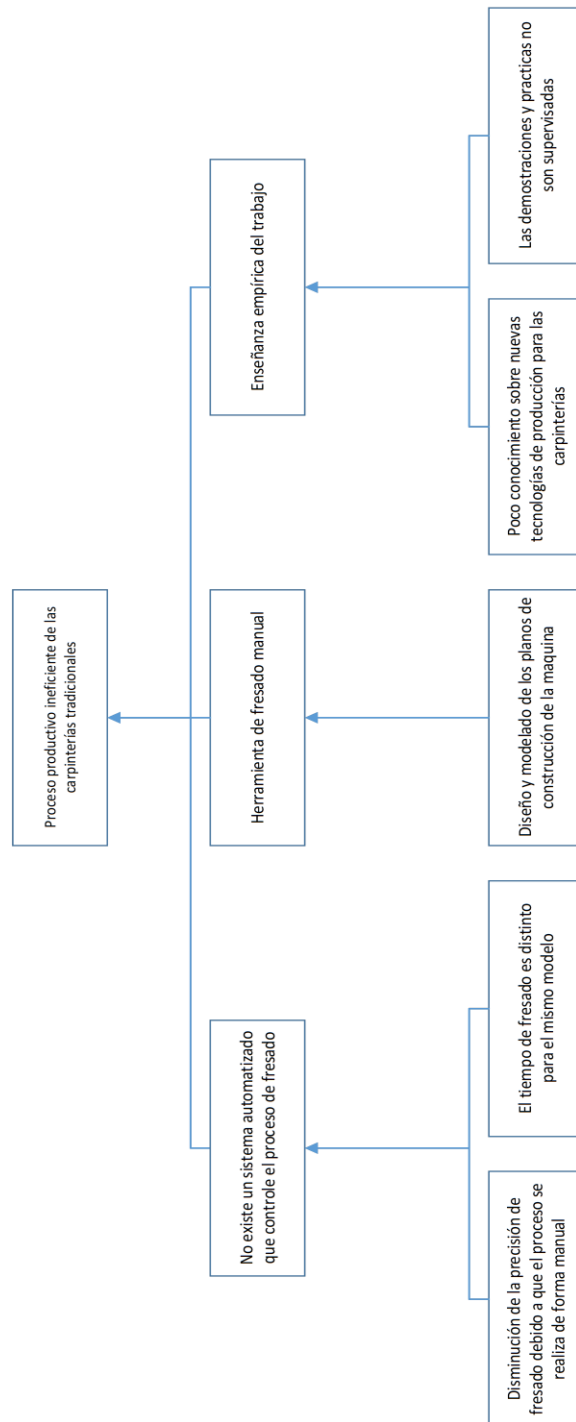 Proceso productivo ineficiente de las
carpinterías tradicionales
No existe un sistema automatizado
que controle el proceso de fresado
Herramienta de fresado manual
Enseñanza empírica del trabajo
Disminución de la precisión de
fresado debido a que el proceso se
realiza de forma manual
El tiempo de fresado es distinto
para el mismo modelo
Diseño y modelado de los planos de
construcción de la maquina
Poco conocimiento sobre nuevas
tecnologías de producción para las
carpinterías
Las demostraciones y practicas no
son supervisadas